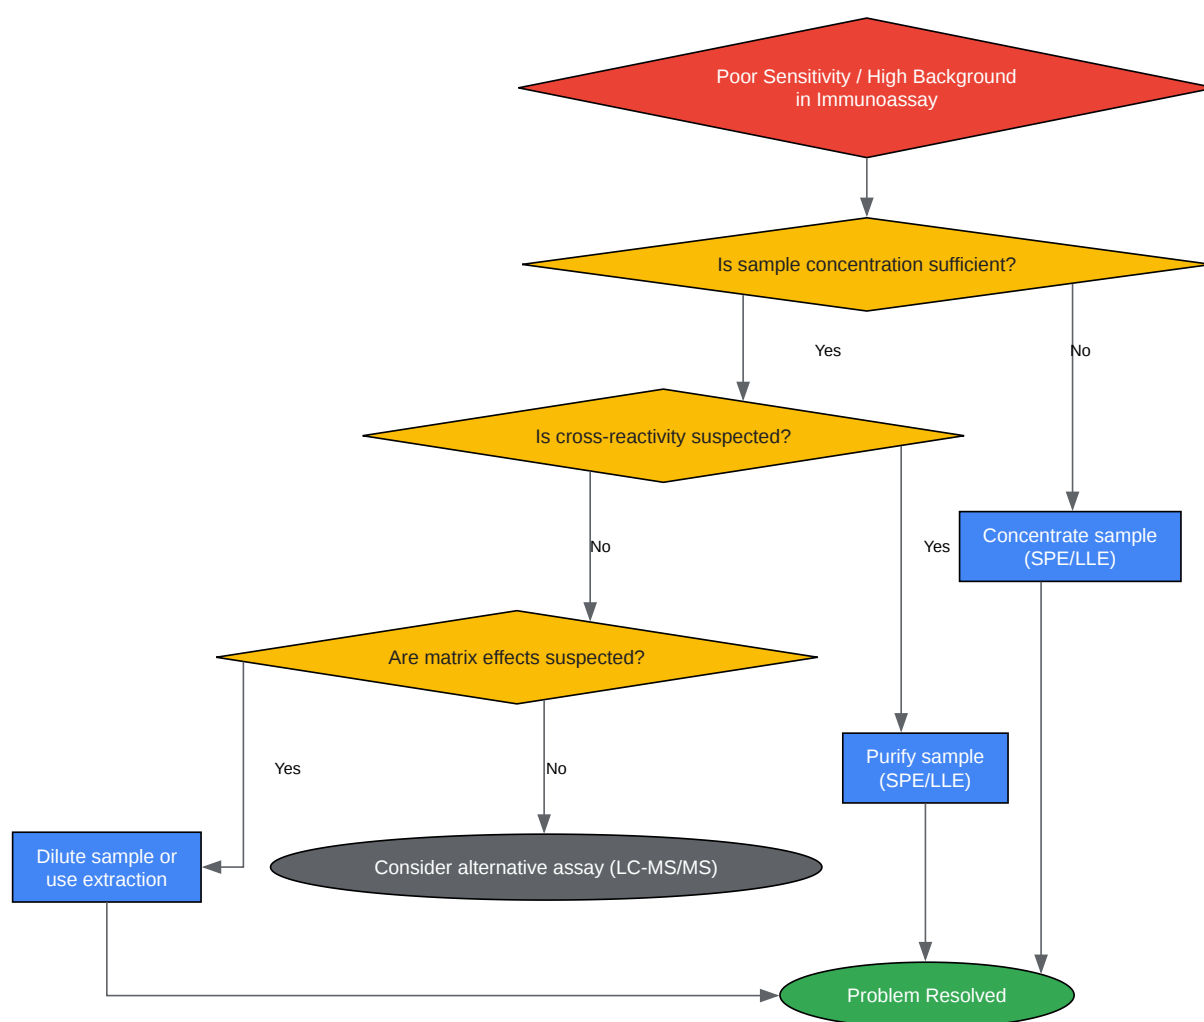 Poor Sensitivity / High Background
in Immunoassay
Is sample concentration sufficient?
Yes
No
Is cross-reactivity suspected?
No
Yes
Concentrate sample
(SPE/LLE)
Are matrix effects suspected?
Yes
No
Purify sample
(SPE/LLE)
Dilute sample or
use extraction
Consider alternative assay (LC-MS/MS)
Problem Resolved